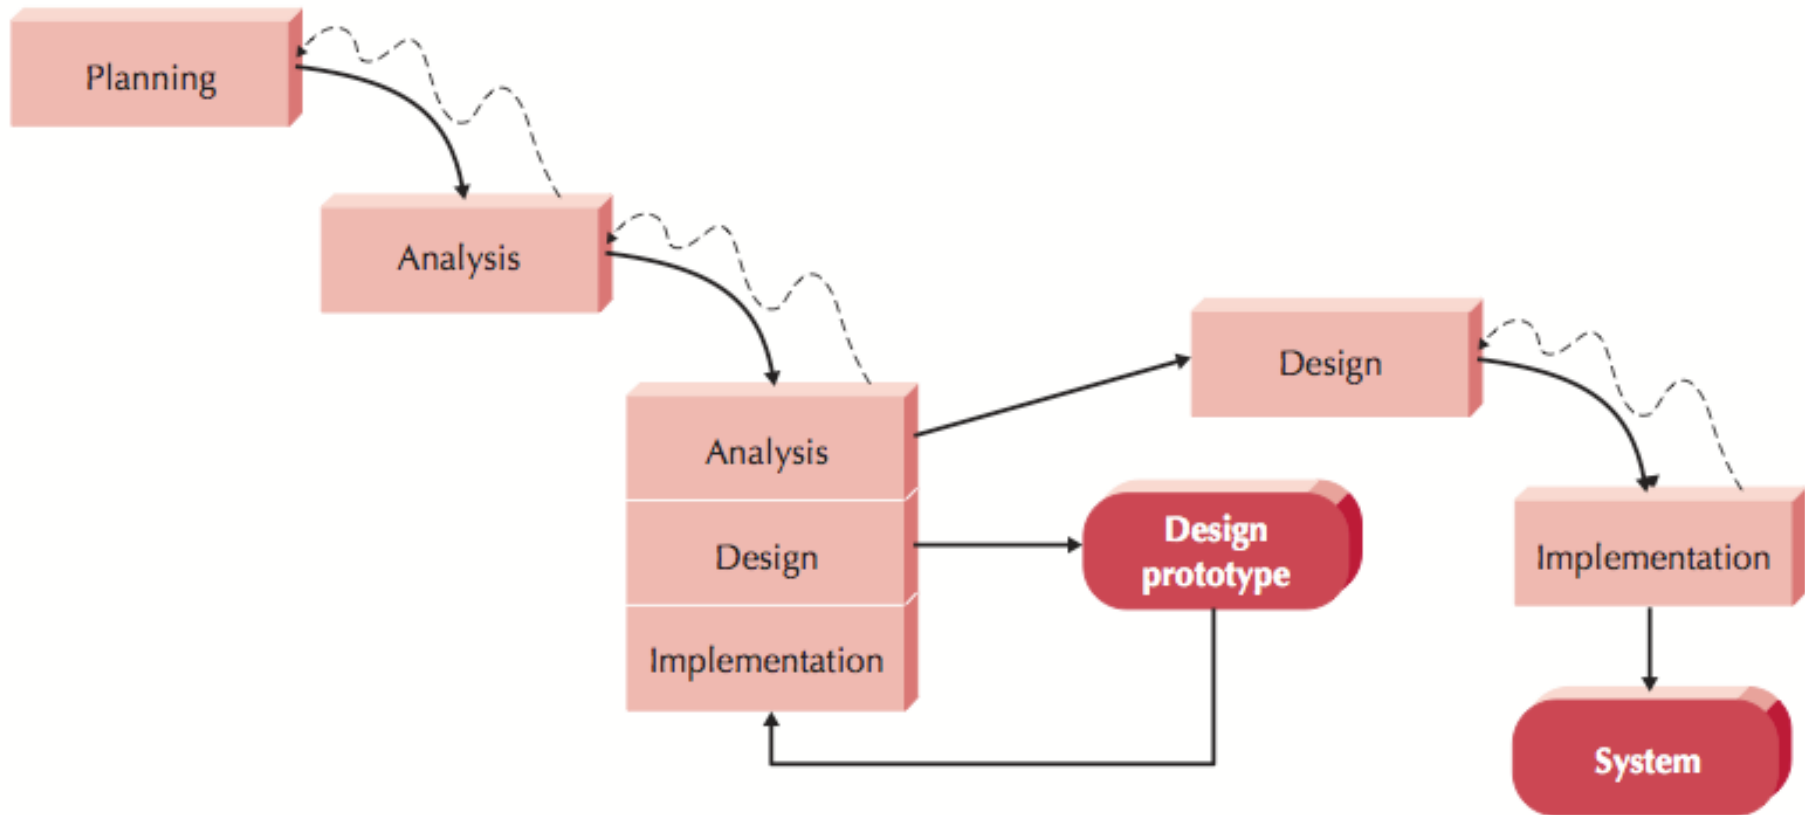 Planning
Analysis
Analysis
Design
Implementation
Design
prototype
Design
Implementation
System